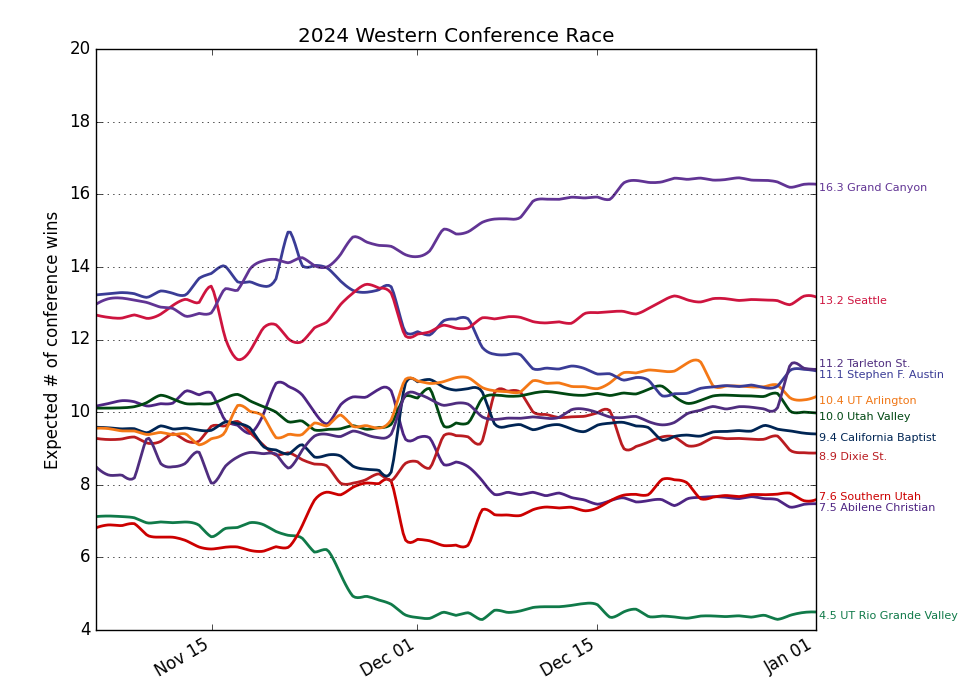 2024 Western Conference Race
Expected # of conference wins
20
18
16
14
12
10
8
6
4
Nov 15
Dec 01
Dec 15
Jan 01
16.3 Grand Canyon
13.2 Seattle
11.2 Tarleton St.
11.1 Stephen F. Austin
10.4 UT Arlington
10.0 Utah Valley
9.4 California Baptist
8.9 Dixie St.
7.6 Southern Utah
7.5 Abilene Christian
4.5 UT Rio Grande Valley